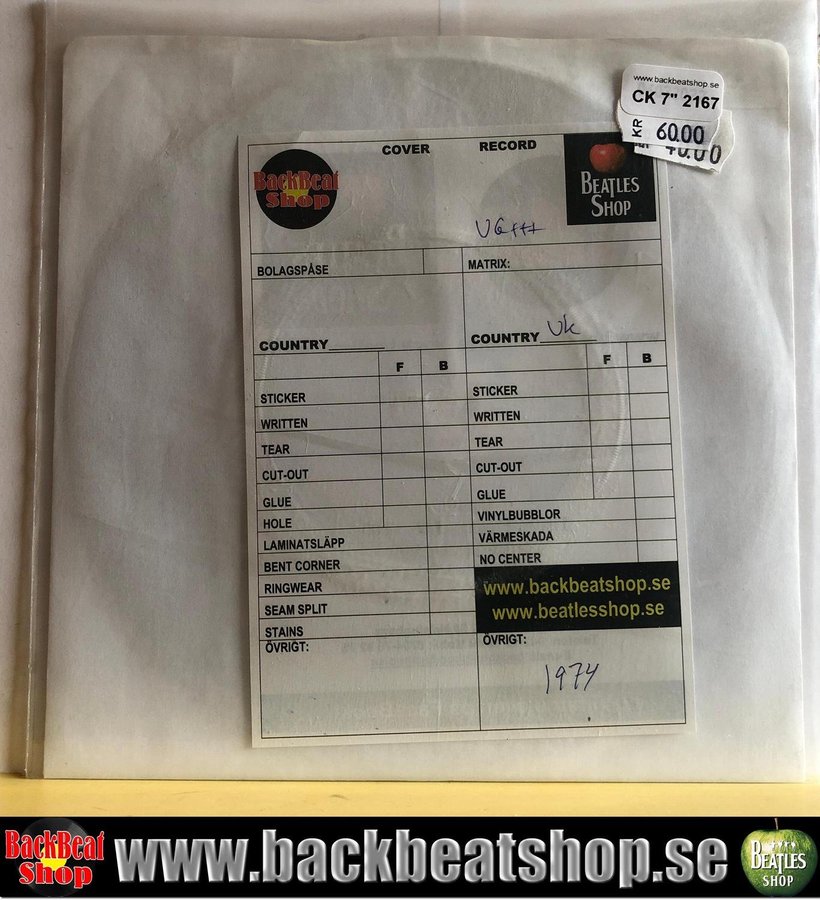 www.backbeatshop.se
CK 7" 2167
KR 60.00
40.00
COVER RECORD
BackBeat
Shop
BEATLES
SHOP
VG+++
BOLAGSPÅSE MATRIX:
COUNTRY______ COUNTRY Uk
F B F B
STICKER STICKER
WRITTEN WRITTEN
TEAR TEAR
CUT-OUT CUT-OUT
GLUE GLUE
HOLE VINYLBUBBLOR
LAMINATSLÄPP VÄRMESKADA
BENT CORNER NO CENTER
RINGWEAR www.backbeatshop.se
SEAM SPLIT www.beatlesshop.se
STAINS
ÖVRIGT: ÖVRIGT:
1974
BackBeat
Shop
www.backbeatshop.se
BEATLES
SHOP